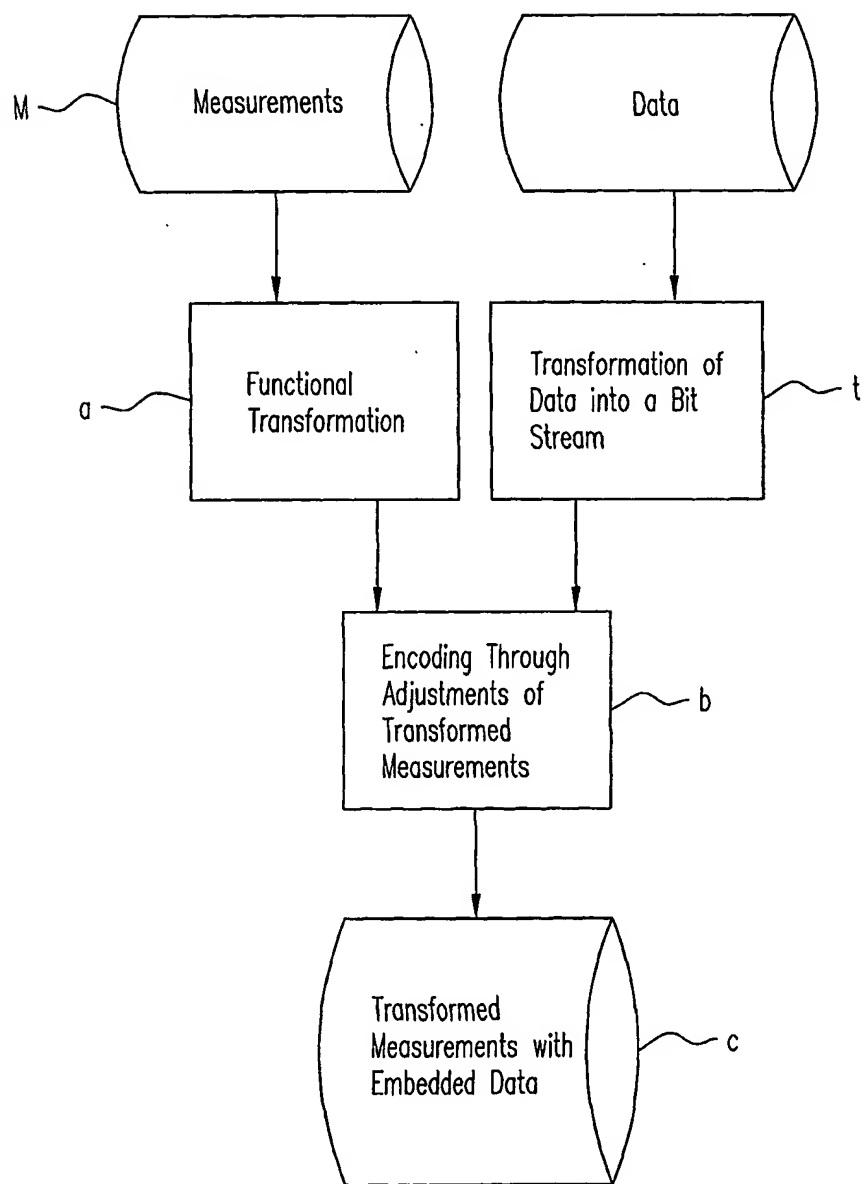 M
Measurements
Data
a
Functional
Transformation
Transformation of
Data into a Bit
Stream
t
Encoding Through
Adjustments of
Transformed
Measurements
b
Transformed
Measurements with
Embedded Data
c